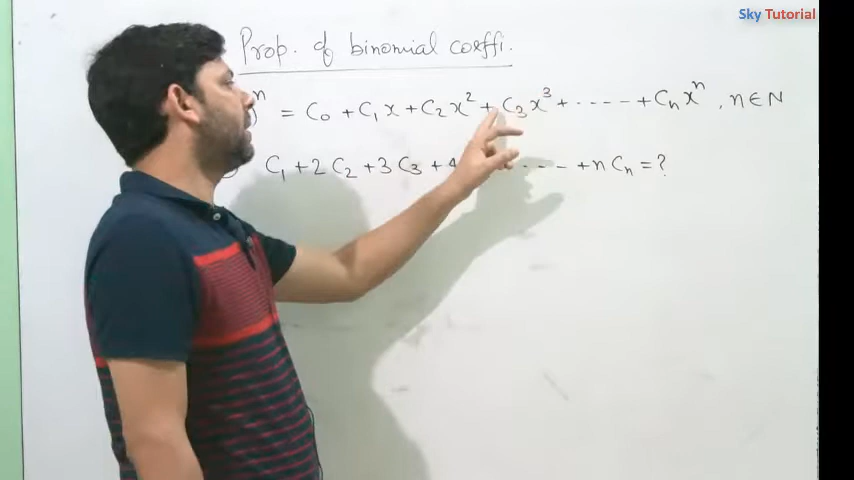 Sky Tutorial
Prop. of binomial coeffi.
)ⁿ = C₀ + C₁x + C₂x² + C₃x³ + ----- + Cₙxⁿ , n ∈ N
C₁ + 2C₂ + 3C₃ + 4 --- + nCₙ = ?